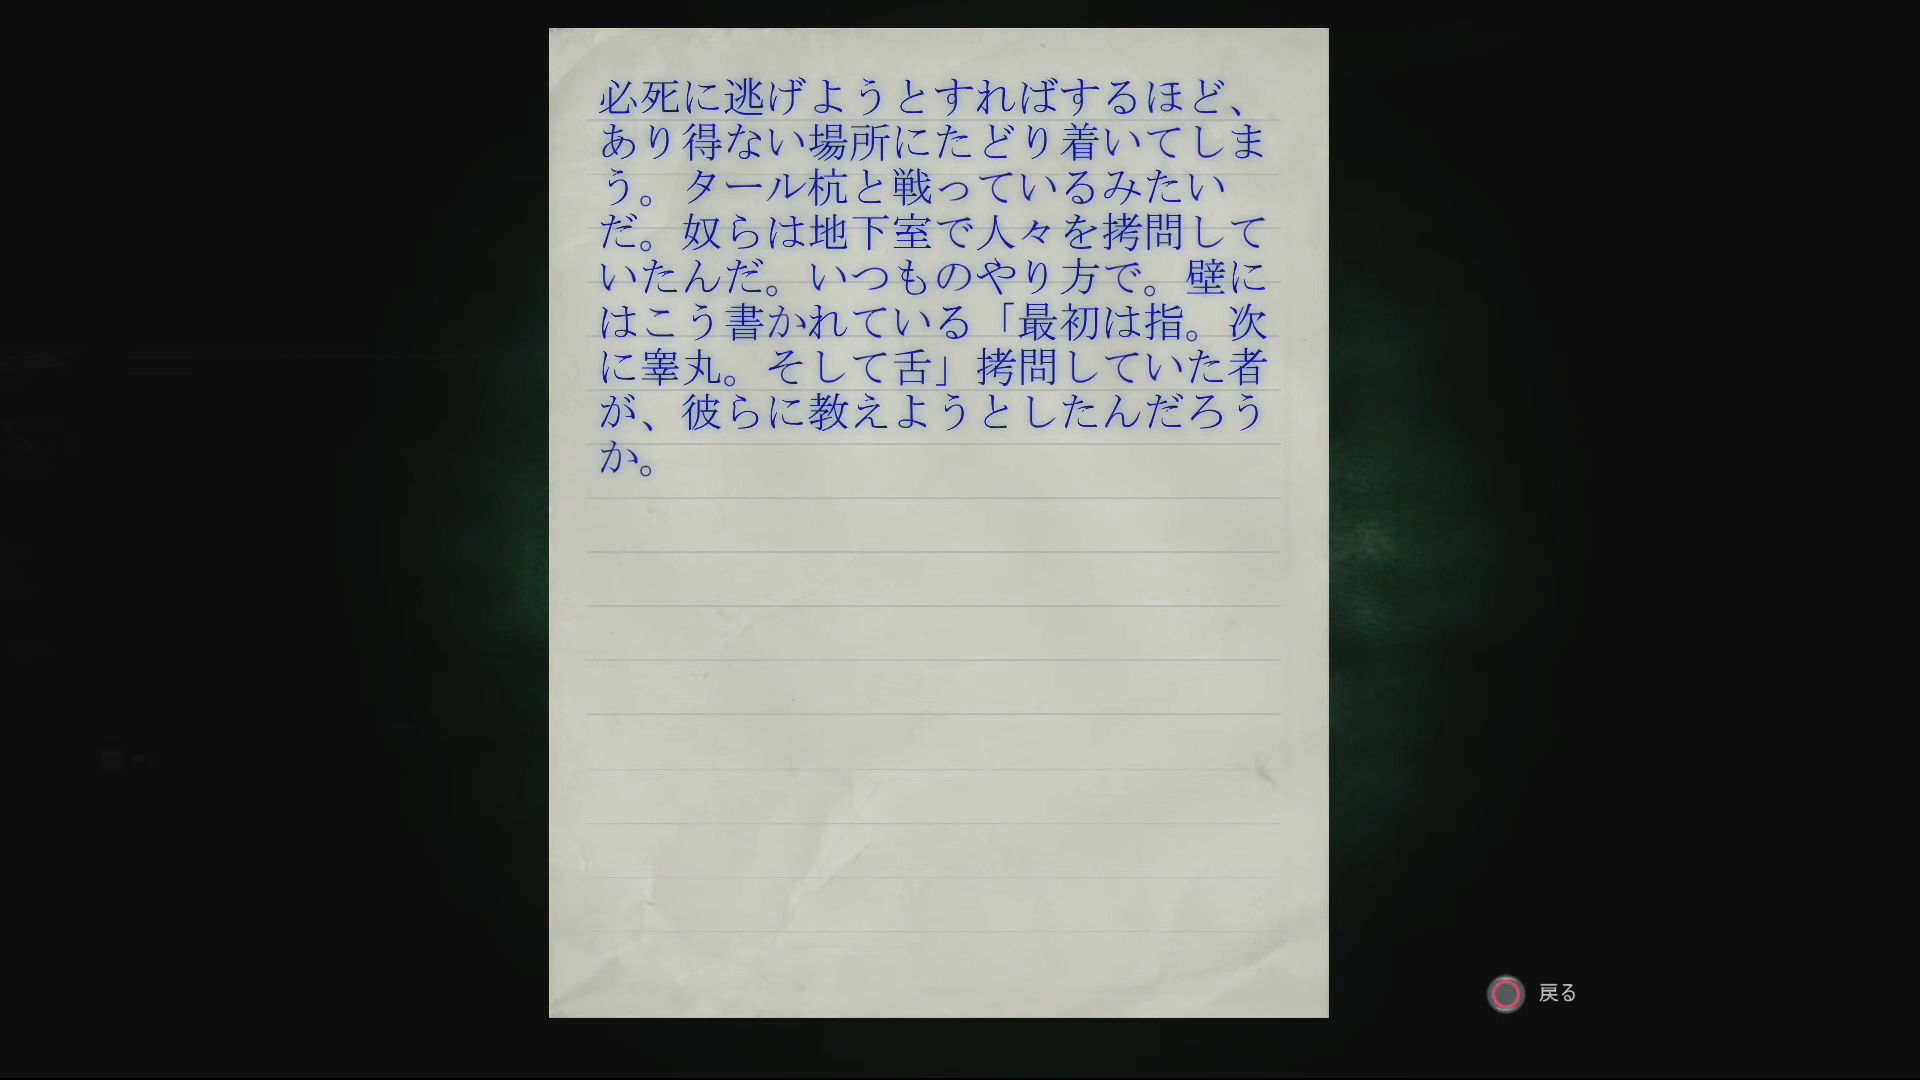 必死に逃げようとすればするほど、
あり得ない場所にたどり着いてしま
う。タール杭と戦っているみたい
だ。奴らは地下室で人々を拷問して
いたんだ。いつものやり方で。壁に
はこう書かれている「最初は指。次
に睾丸。そして舌」拷問していた者
が、彼らに教えようとしたんだろう
か。
戻る